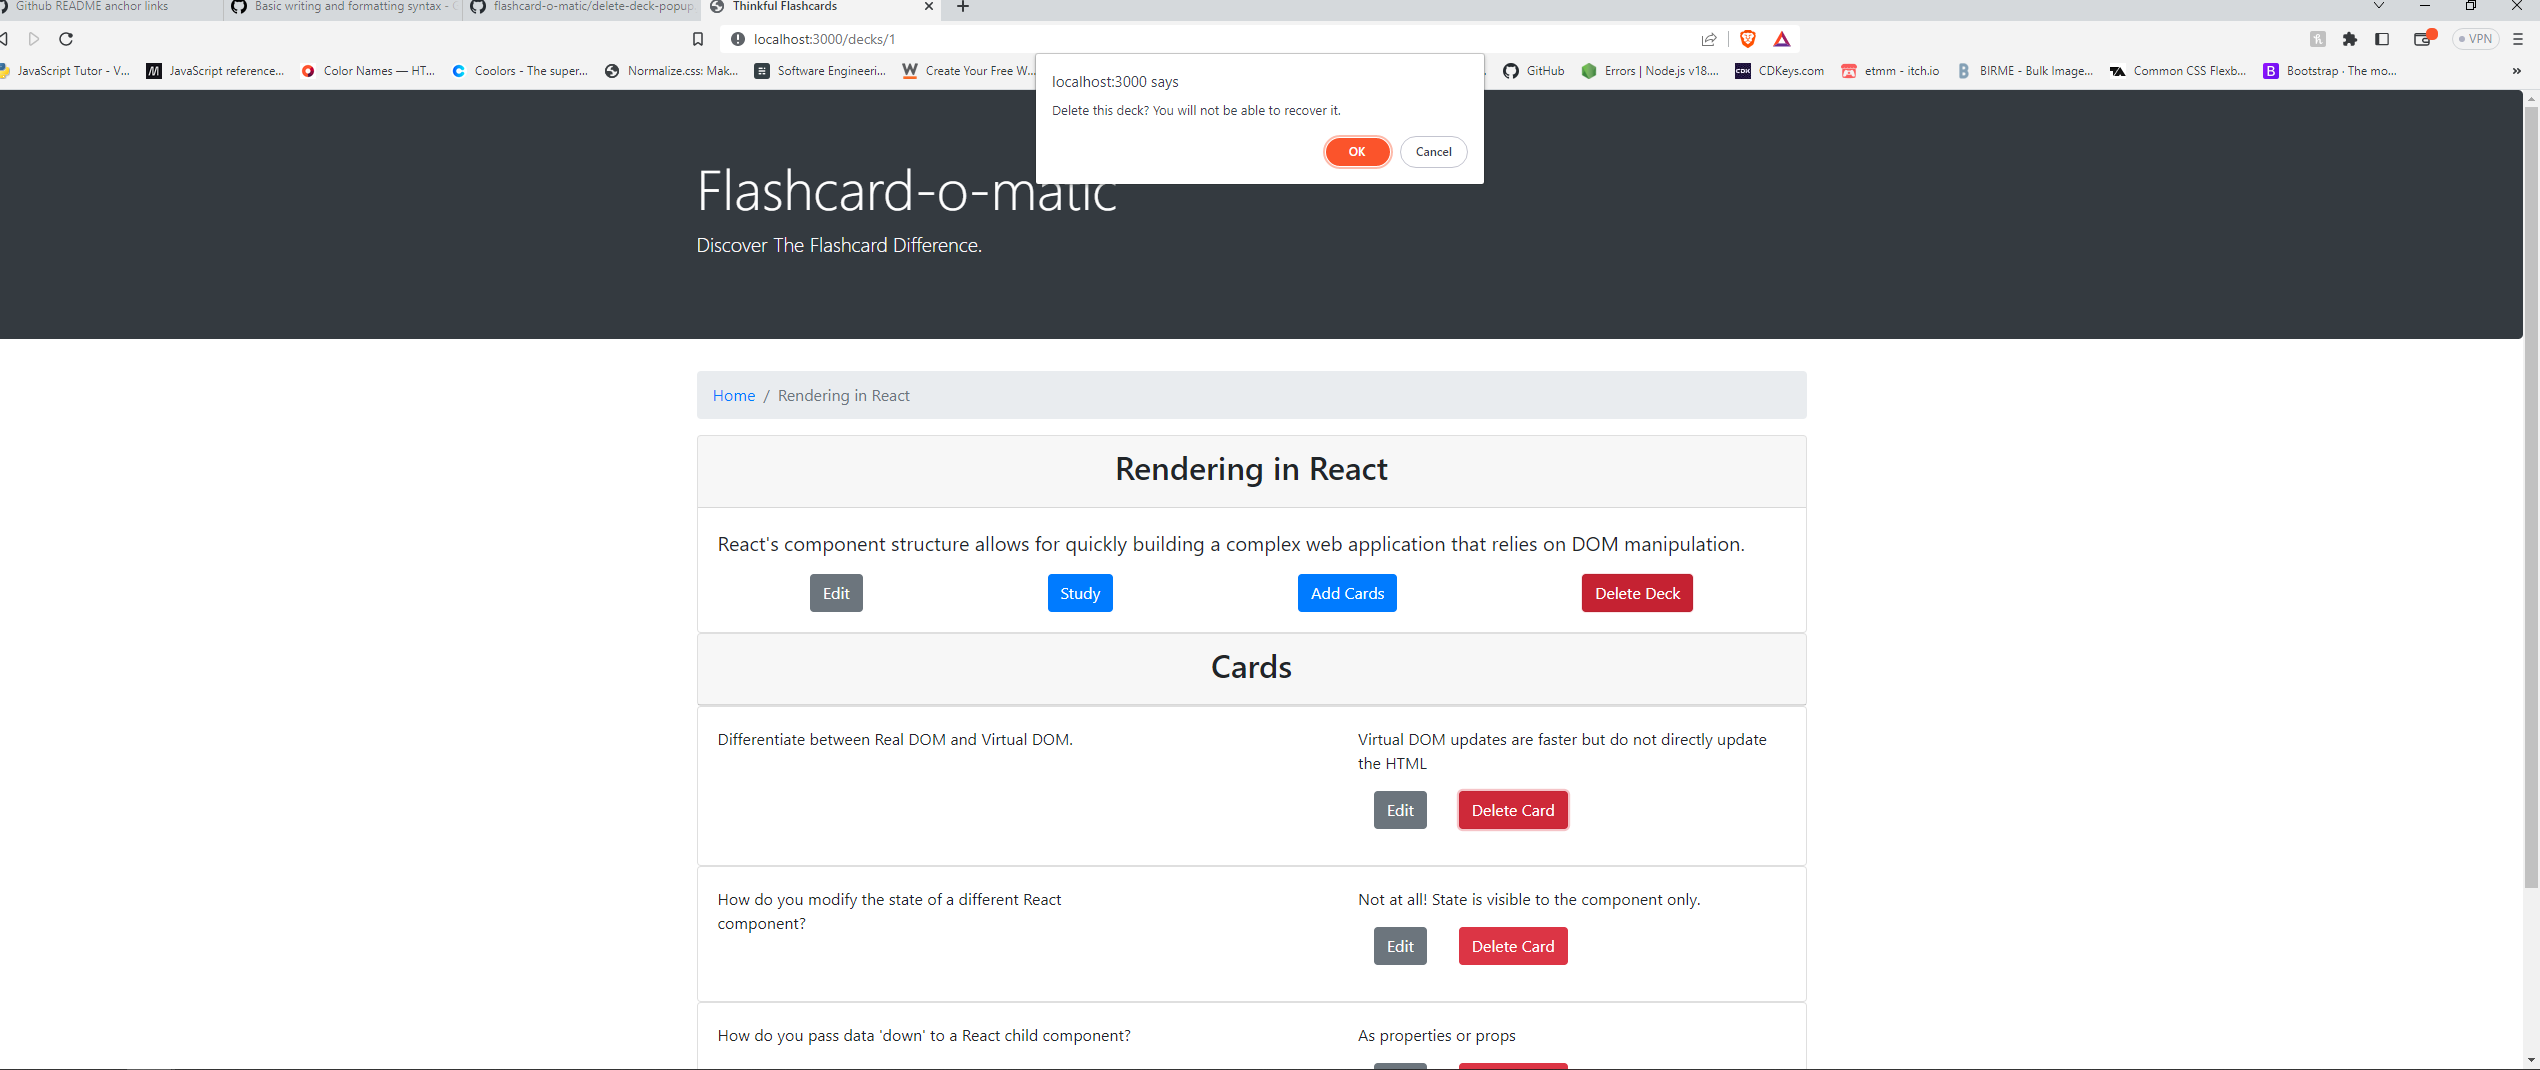 Github README anchor links
Basic writing and formatting syntax -
flashcard-o-matic/delete-deck-popup
Thinkful Flashcards
localhost:3000/decks/1
VPN
JavaScript Tutor - V...
JavaScript reference...
Color Names — HT...
Coolors - The super...
Normalize.css: Mak...
Software Engineeri...
Create Your Free W...
GitHub
Errors | Node.js v18....
CDKeys.com
etmm - itch.io
BIRME - Bulk Image...
Common CSS Flexb...
Bootstrap · The mo...
localhost:3000 says
Delete this deck? You will not be able to recover it.
OK
Cancel
Flashcard-o-matic
Discover The Flashcard Difference.
Home / Rendering in React
Rendering in React
React's component structure allows for quickly building a complex web application that relies on DOM manipulation.
Edit
Study
Add Cards
Delete Deck
Cards
Differentiate between Real DOM and Virtual DOM.
Virtual DOM updates are faster but do not directly update
the HTML
Edit
Delete Card
How do you modify the state of a different React
component?
Not at all! State is visible to the component only.
Edit
Delete Card
How do you pass data 'down' to a React child component?
As properties or props